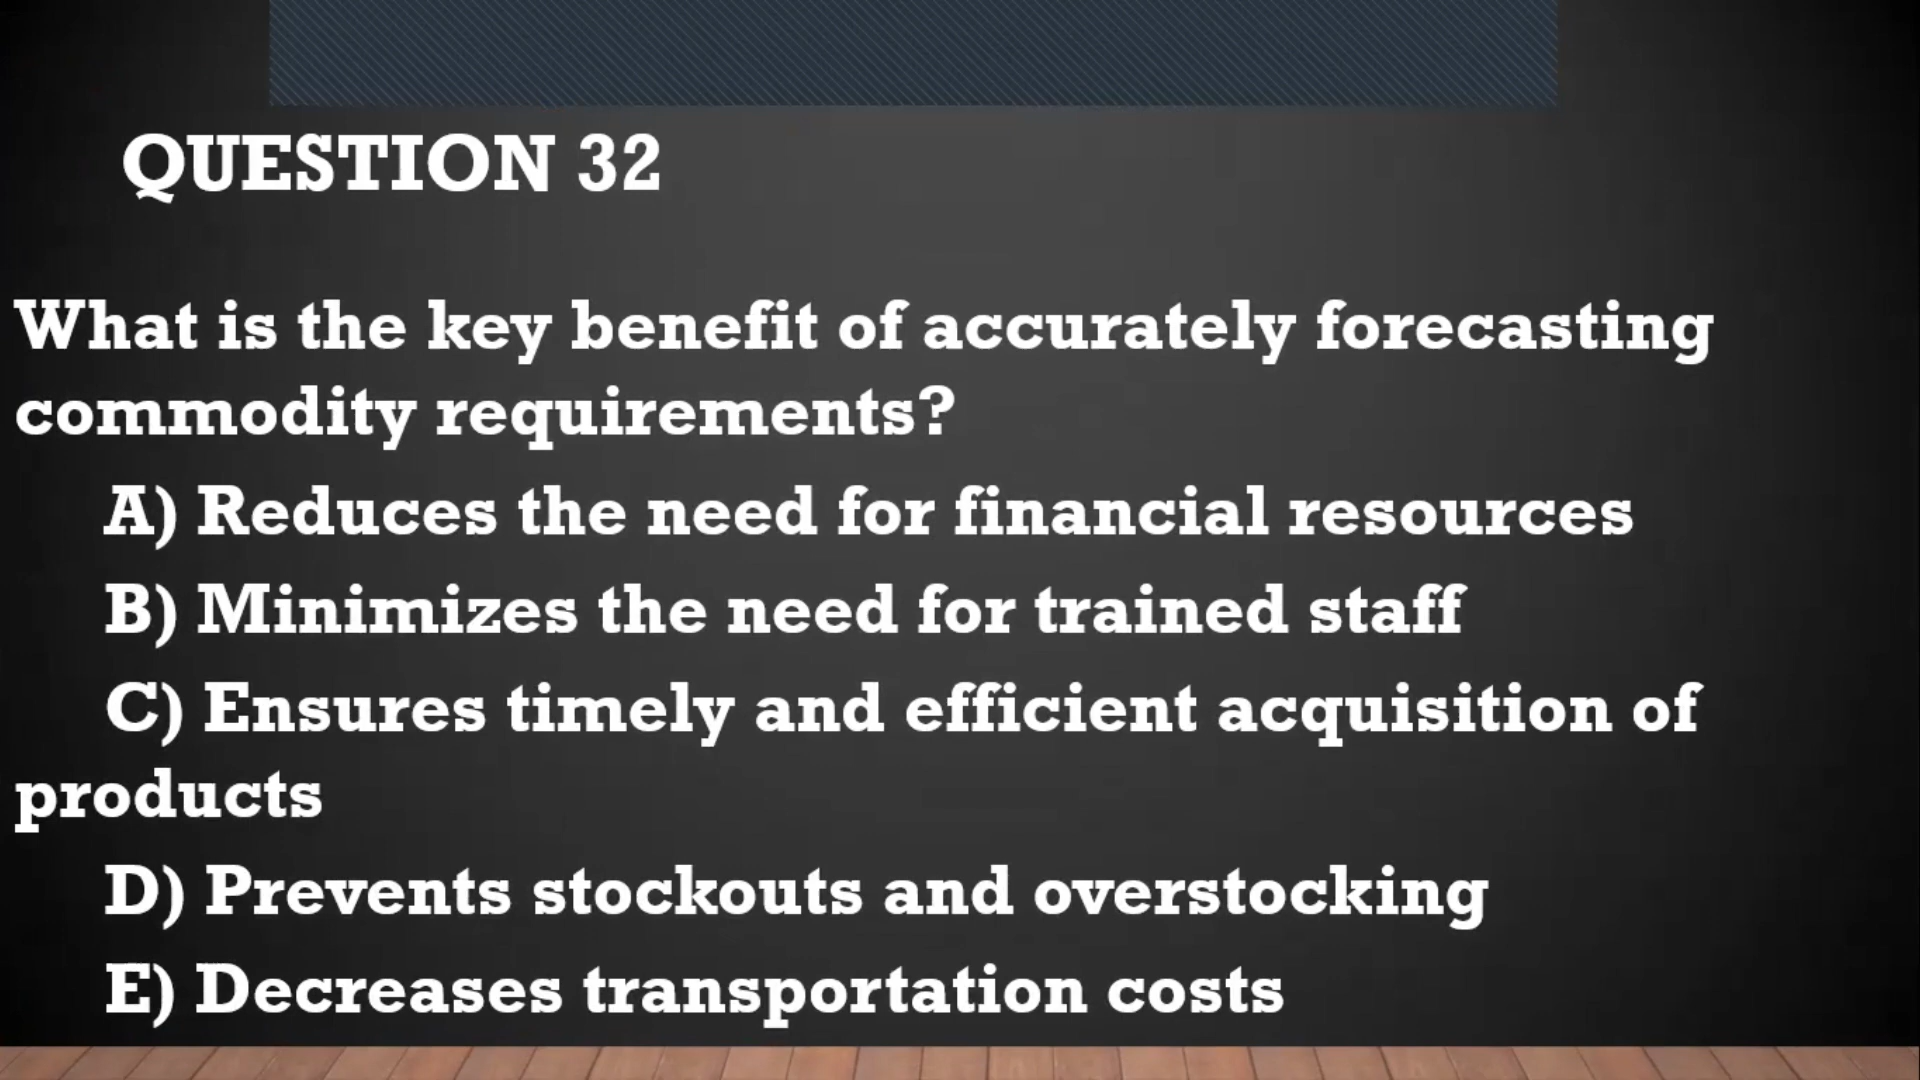 QUESTION 32
What is the key benefit of accurately forecasting
commodity requirements?
A) Reduces the need for financial resources
B) Minimizes the need for trained staff
C) Ensures timely and efficient acquisition of
products
D) Prevents stockouts and overstocking
E) Decreases transportation costs